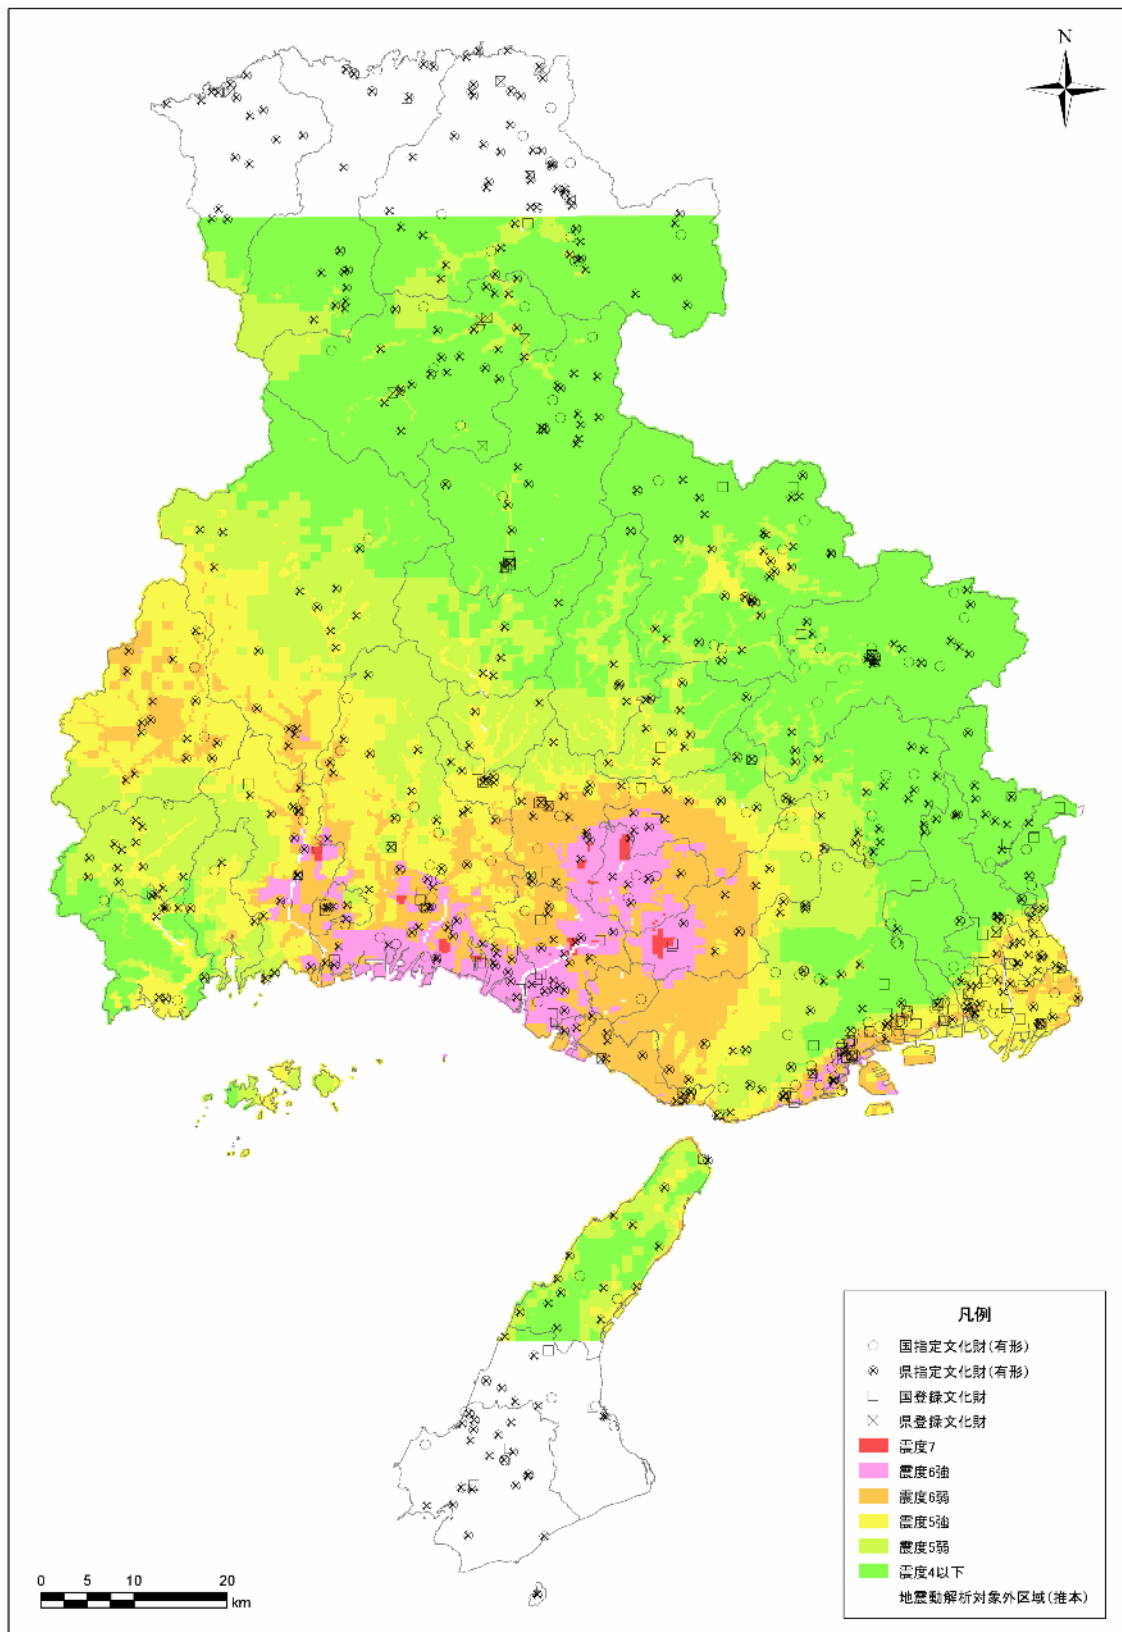 N
凡例
国指定文化財(有形)
県指定文化財(有形)
国登録文化財
県登録文化財
震度7
震度6強
震度6弱
震度5強
震度5弱
震度4以下
地震動解析対象外区域(推本)
0 5 10 20
km